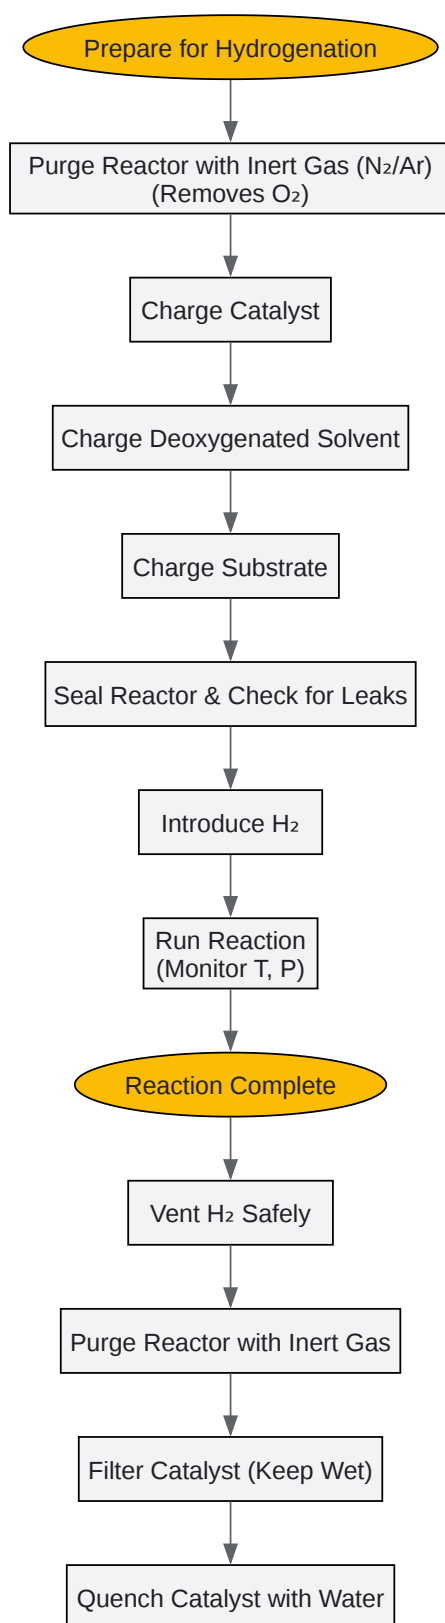 Prepare for Hydrogenation
Purge Reactor with Inert Gas (N₂/Ar)
(Removes O₂)
Charge Catalyst
Charge Deoxygenated Solvent
Charge Substrate
Seal Reactor & Check for Leaks
Introduce H₂
Run Reaction
(Monitor T, P)
Reaction Complete
Vent H₂ Safely
Purge Reactor with Inert Gas
Filter Catalyst (Keep Wet)
Quench Catalyst with Water